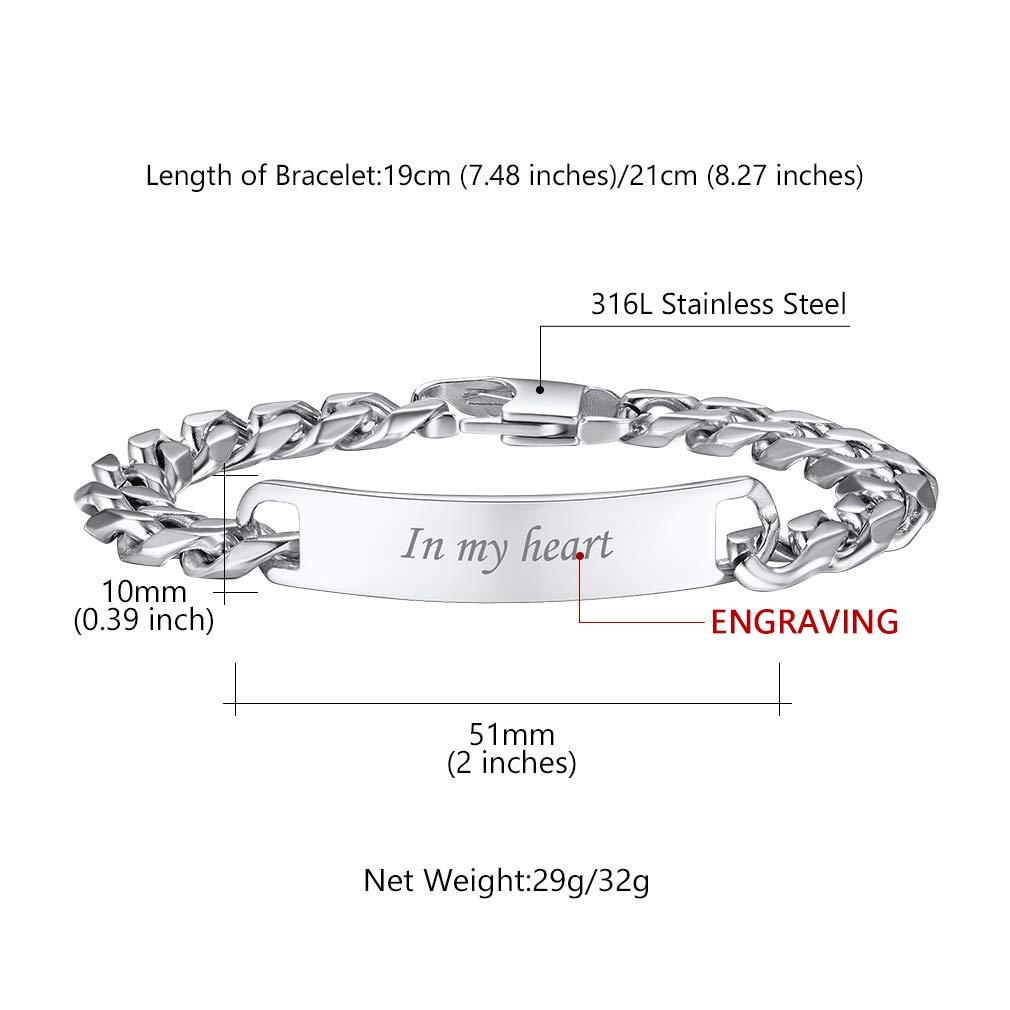 Length of Bracelet:19cm (7.48 inches)/21cm (8.27 inches)
316L Stainless Steel
In my heart
10mm
(0.39 inch)
ENGRAVING
51mm
(2 inches)
Net Weight:29g/32g